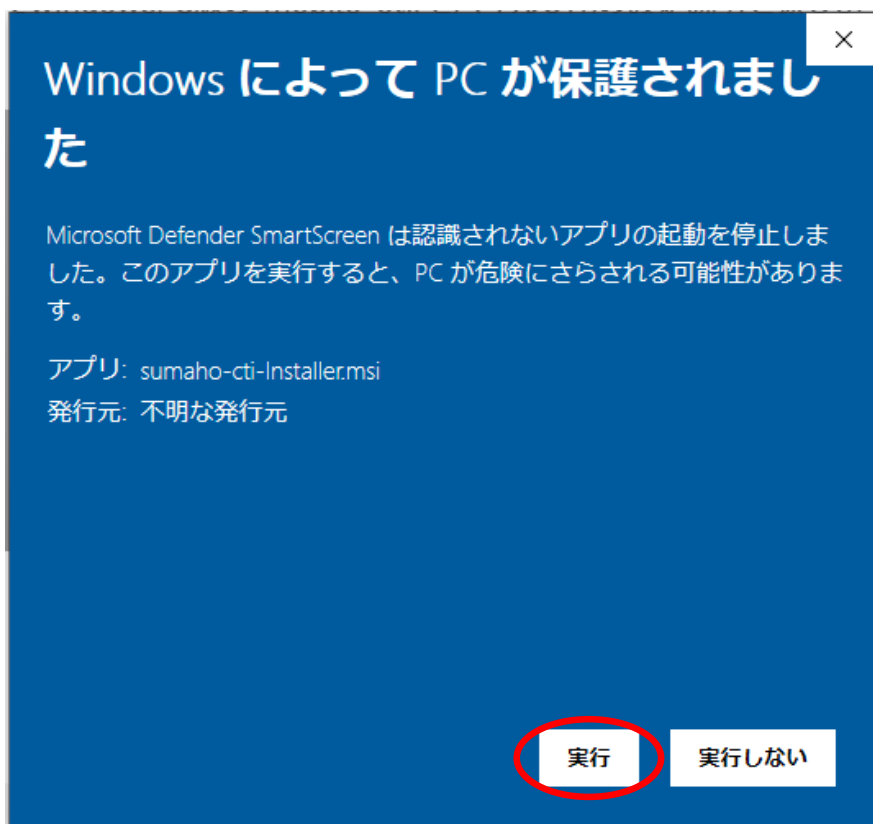 Windows によって PC が保護されまし
た
Microsoft Defender SmartScreen は認識されないアプリの起動を停止しま
した。このアプリを実行すると、PC が危険にさらされる可能性がありま
す。
アプリ: sumaho-cti-Installer.msi
発行元: 不明な発行元
実行
実行しない